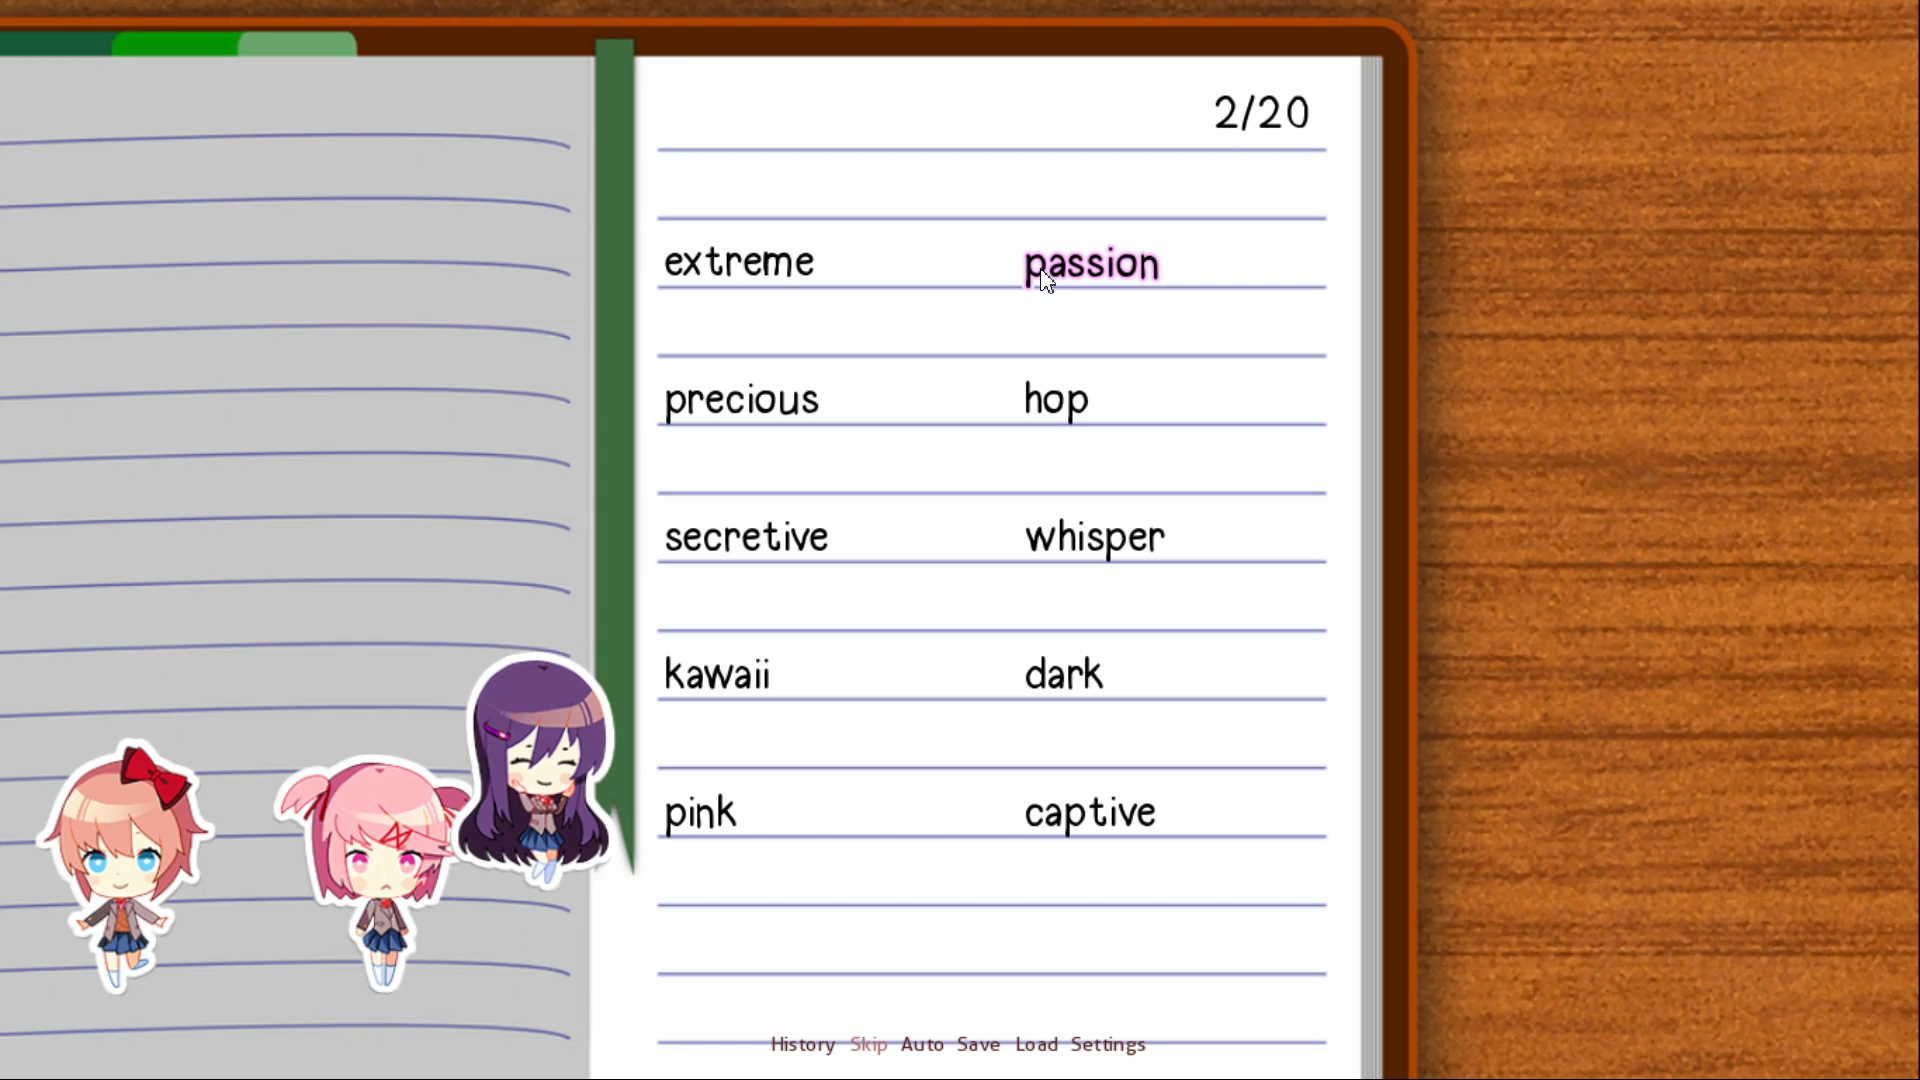 2/20
extreme passion
precious hop
secretive whisper
kawaii dark
pink captive
History Skip Auto Save Load Settings